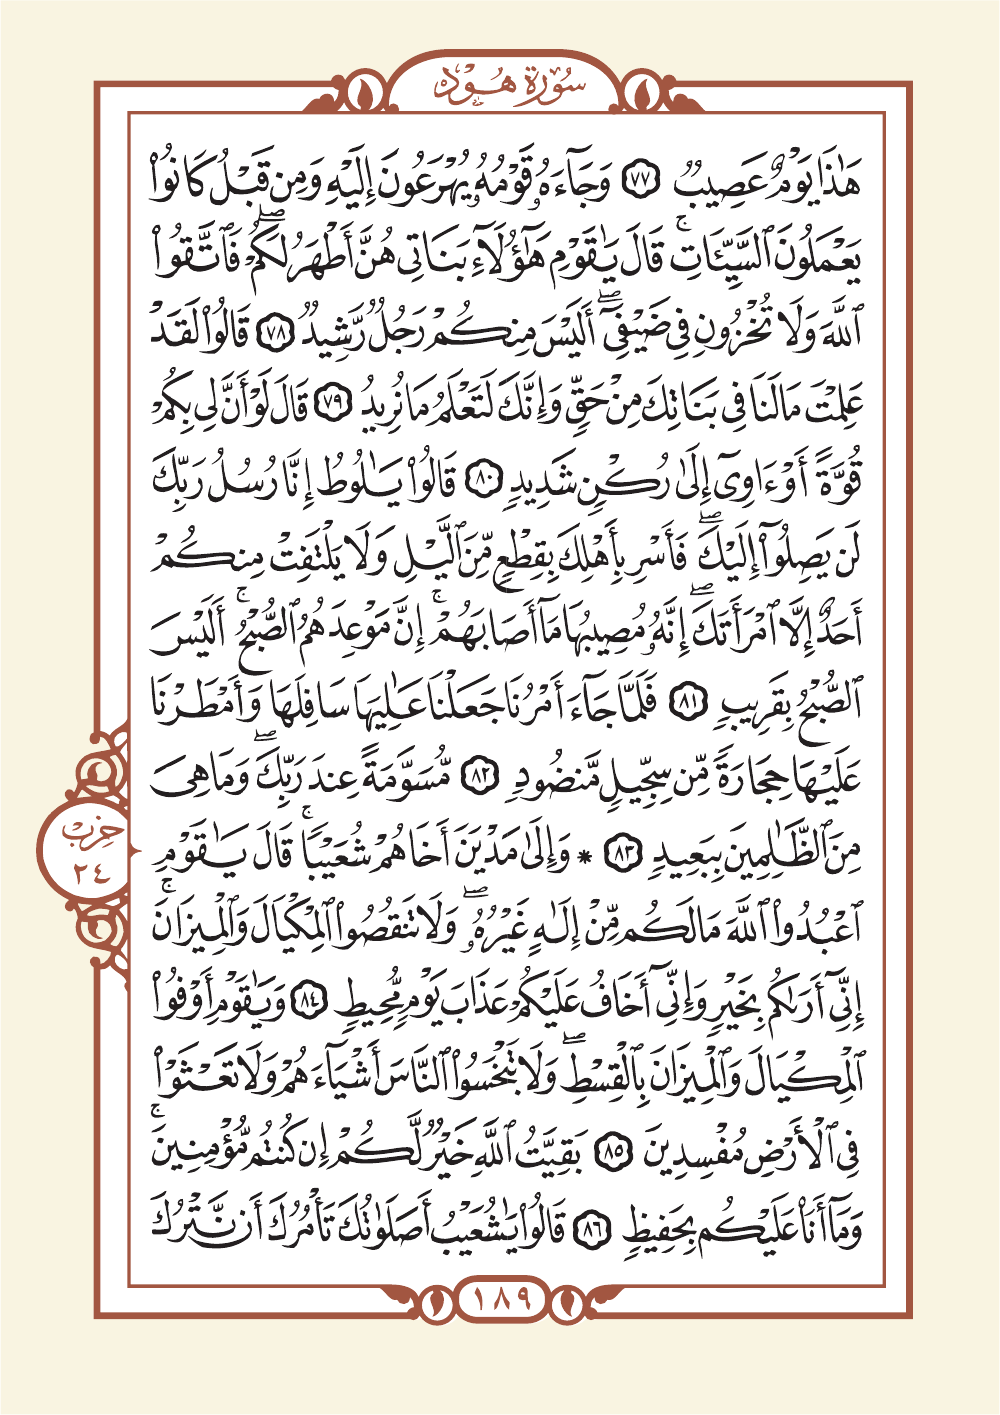 سُورَةُ هُودٍ
هَٰذَا يَوْمٌ عَصِيبٌ ٧٧ وَجَآءَهُۥ قَوْمُهُۥ يُهْرَعُونَ إِلَيْهِ وَمِن قَبْلُ كَانُوا۟
يَعْمَلُونَ ٱلسَّيِّـَٔاتِ ۚ قَالَ يَٰقَوْمِ هَٰٓؤُلَآءِ بَنَاتِى هُنَّ أَطْهَرُ لَكُمْ ۖ فَٱتَّقُوا۟
ٱللَّهَ وَلَا تُخْزُونِ فِى ضَيْفِىٓ ۖ أَلَيْسَ مِنكُمْ رَجُلٌ رَّشِيدٌ ٧٨ قَالُوا۟ لَقَدْ
عَلِمْتَ مَا لَنَا فِى بَنَاتِكَ مِنْ حَقٍّ وَإِنَّكَ لَتَعْلَمُ مَا نُرِيدُ ٧٩ قَالَ لَوْ أَنَّ لِى بِكُمْ
قُوَّةً أَوْ ءَاوِىٓ إِلَىٰ رُكْنٍ شَدِيدٍ ٨٠ قَالُوا۟ يَٰلُوطُ إِنَّا رُسُلُ رَبِّكَ
لَن يَصِلُوٓا۟ إِلَيْكَ ۖ فَأَسْرِ بِأَهْلِكَ بِقِطْعٍ مِّنَ ٱلَّيْلِ وَلَا يَلْتَفِتْ مِنكُمْ
أَحَدٌ إِلَّا ٱمْرَأَتَكَ ۖ إِنَّهُۥ مُصِيبُهَا مَآ أَصَابَهُمْ ۚ إِنَّ مَوْعِدَهُمُ ٱلصُّبْحُ ۚ أَلَيْسَ
ٱلصُّبْحُ بِقَرِيبٍ ٨١ فَلَمَّا جَآءَ أَمْرُنَا جَعَلْنَا عَٰلِيَهَا سَافِلَهَا وَأَمْطَرْنَا
عَلَيْهَا حِجَارَةً مِّن سِجِّيلٍ مَّنضُودٍ ٨٢ مُّسَوَّمَةً عِندَ رَبِّكَ ۖ وَمَا هِىَ
مِنَ ٱلظَّٰلِمِينَ بِبَعِيدٍ ٨٣ * وَإِلَىٰ مَدْيَنَ أَخَاهُمْ شُعَيْبًا ۚ قَالَ يَٰقَوْمِ
ٱعْبُدُوا۟ ٱللَّهَ مَا لَكُم مِّنْ إِلَٰهٍ غَيْرُهُۥ ۖ وَلَا تَنقُصُوا۟ ٱلْمِكْيَالَ وَٱلْمِيزَانَ ۚ
إِنِّىٓ أَرَىٰكُم بِخَيْرٍ وَإِنِّىٓ أَخَافُ عَلَيْكُمْ عَذَابَ يَوْمٍ مُّحِيطٍ ٨٤ وَيَٰقَوْمِ أَوْفُوا۟
ٱلْمِكْيَالَ وَٱلْمِيزَانَ بِٱلْقِسْطِ ۖ وَلَا تَبْخَسُوا۟ ٱلنَّاسَ أَشْيَآءَهُمْ وَلَا تَعْثَوْا۟
فِى ٱلْأَرْضِ مُفْسِدِينَ ٨٥ بَقِيَّتُ ٱللَّهِ خَيْرٌ لَّكُمْ إِن كُنتُم مُّؤْمِنِينَ ۚ
وَمَآ أَنَا۠ عَلَيْكُم بِحَفِيظٍ ٨٦ قَالُوا۟ يَٰشُعَيْبُ أَصَلَوٰتُكَ تَأْمُرُكَ أَن نَّتْرُكَ
حِزْب
٢٤
١٨٩